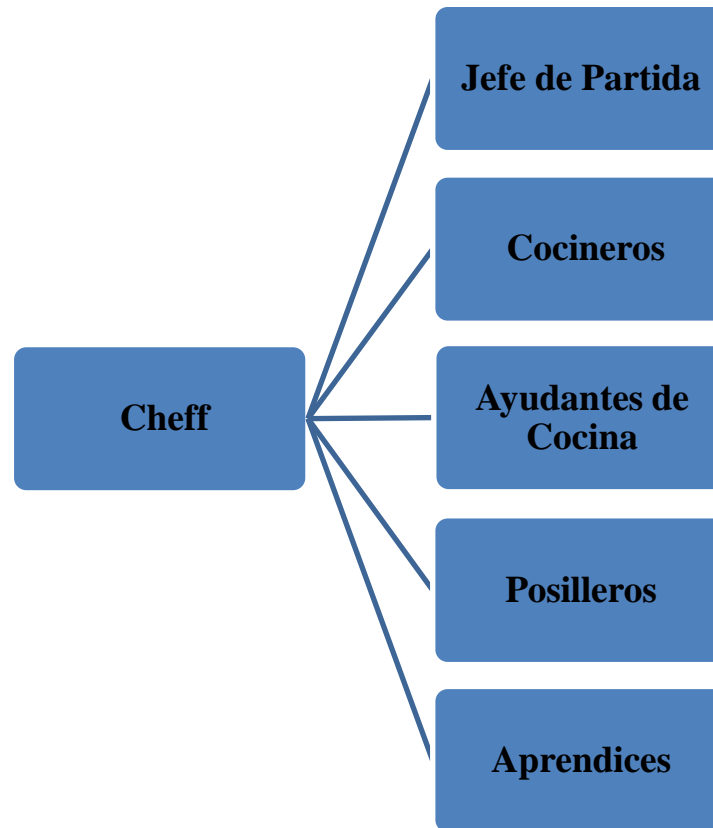 Jefe de Partida
Cocineros
Cheff
Ayudantes de
Cocina
Posilleros
Aprendices